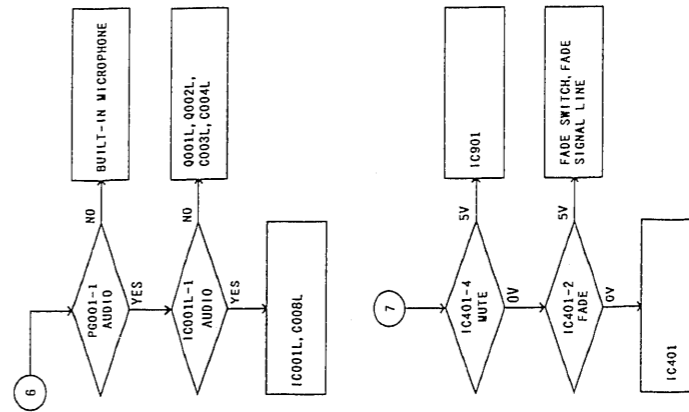 6
PG001-1
AUDIO
NO
BUILT-IN MICROPHONE
YES
IC001L-1
AUDIO
NO
Q001L, Q002L,
C003L, C004L
YES
IC001L, C008L
7
IC401-4
MUTE
5V
IC901
0V
IC401-2
FADE
5V
FADE SWITCH, FADE
SIGNAL LINE
0V
IC401